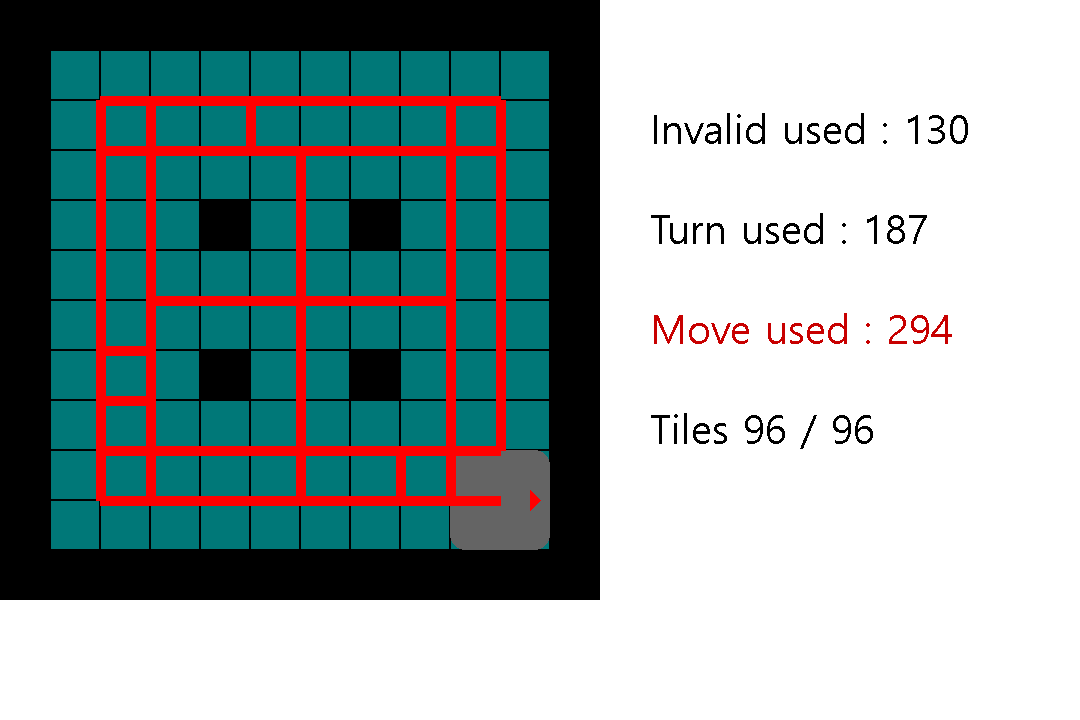 Invalid used : 130
Turn used : 187
Move used : 294
Tiles 96 / 96